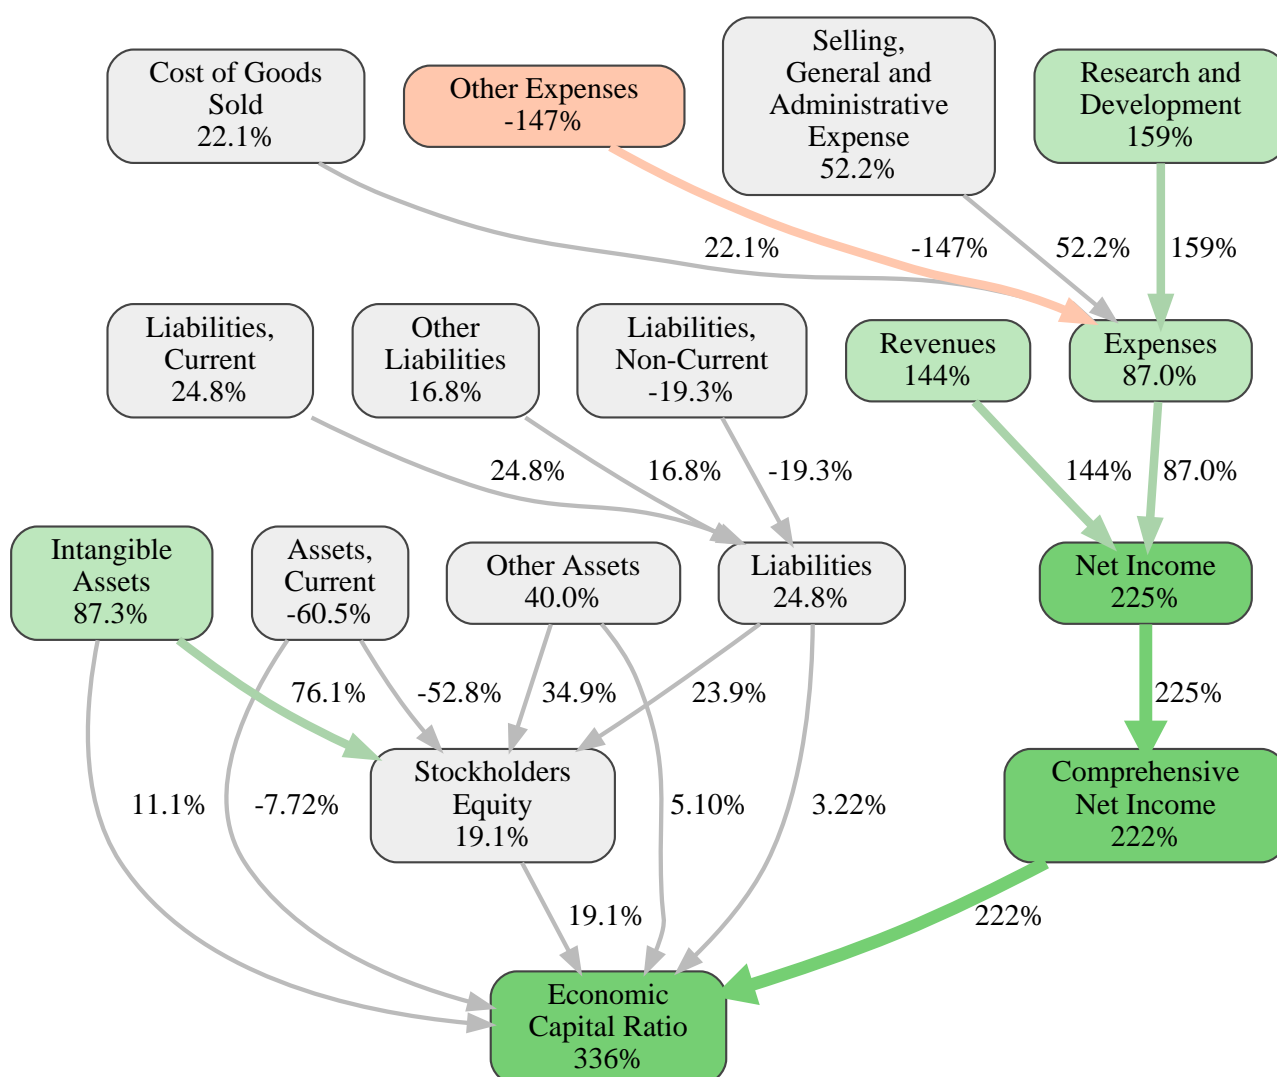 Cost of Goods
Sold
22.1%
Other Expenses
-147%
Selling,
General and
Administrative
Expense
52.2%
Research and
Development
159%
22.1%
-147%
52.2%
159%
Liabilities,
Current
24.8%
Other
Liabilities
16.8%
Liabilities,
Non-Current
-19.3%
Revenues
144%
Expenses
87.0%
24.8%
16.8%
-19.3%
144%
87.0%
Intangible
Assets
87.3%
Assets,
Current
-60.5%
Other Assets
40.0%
Liabilities
24.8%
Net Income
225%
76.1%
-52.8%
34.9%
23.9%
225%
Stockholders
Equity
19.1%
Comprehensive
Net Income
222%
11.1%
-7.72%
5.10%
3.22%
19.1%
222%
Economic
Capital Ratio
336%